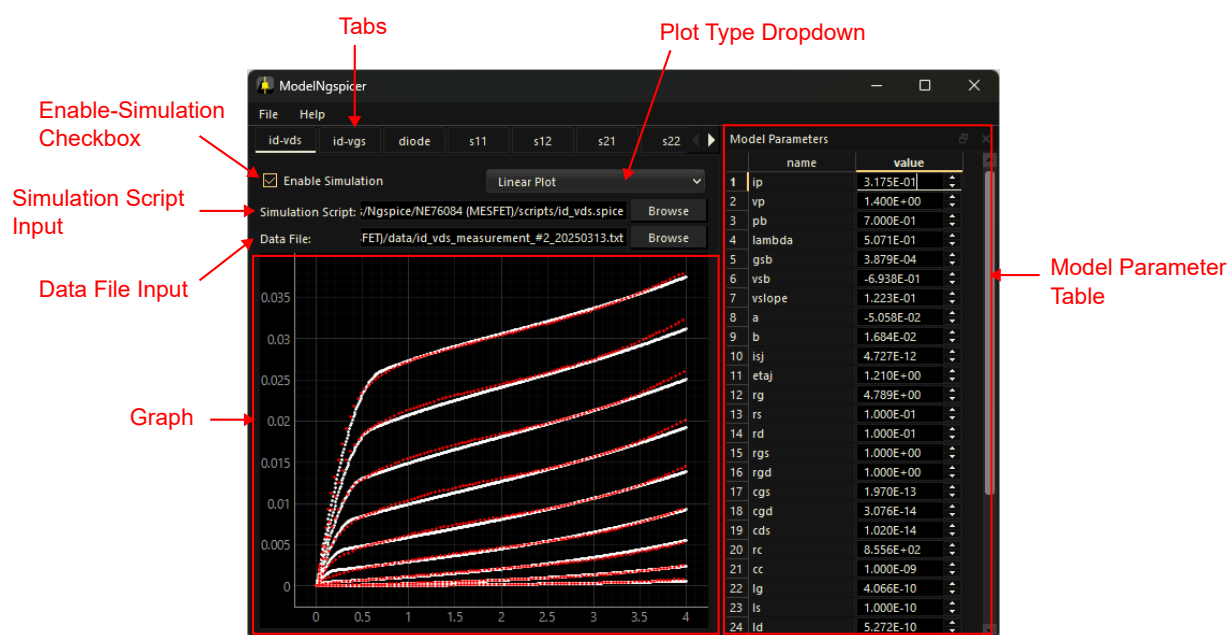 Tabs
Plot Type Dropdown
Enable-Simulation
Checkbox
Simulation Script
Input
Data File Input
Graph
Model Parameter
Table
ModelNgspicer
File Help
id-vds id-vgs diode s11 s12 s21 s22
Enable Simulation Linear Plot
Simulation Script: :/Ngspice/NE76084 (MESFET)/scripts/id_vds.spice Browse
Data File: :FET)/data/id_vds_measurement_#2_20250313.txt Browse
0.035
0.03
0.025
0.02
0.015
0.01
0.005
0
0 0.5 1 1.5 2 2.5 3 3.5 4
Model Parameters
name value
1 ip 3.175E-01
2 vp 1.400E+00
3 pb 7.000E-01
4 lambda 5.071E-01
5 gsb 3.879E-04
6 vsb -6.938E-01
7 vslope 1.223E-01
8 a -5.058E-02
9 b 1.684E-02
10 isj 4.727E-12
11 etaj 1.210E+00
12 rg 4.789E+00
13 rs 1.000E-01
14 rd 1.000E-01
15 rgs 1.000E+00
16 rgd 1.000E+00
17 cgs 1.970E-13
18 cgd 3.076E-14
19 cds 1.020E-14
20 rc 8.556E+02
21 cc 1.000E-09
22 lg 4.066E-10
23 ls 1.000E-10
24 ld 5.272E-10